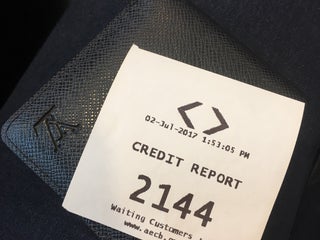 02-Jul-2017 1:53:05 PM
CREDIT REPORT
2144
Waiting Customers
www.aecb.